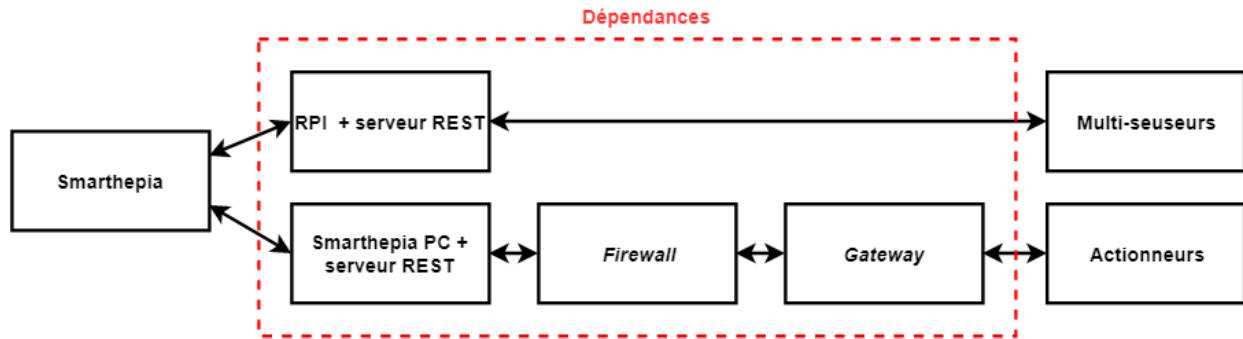 Dépendances
RPI + serveur REST
Multi-seuseurs
Smarthepia
Smarthepia PC +
serveur REST
Firewall
Gateway
Actionneurs